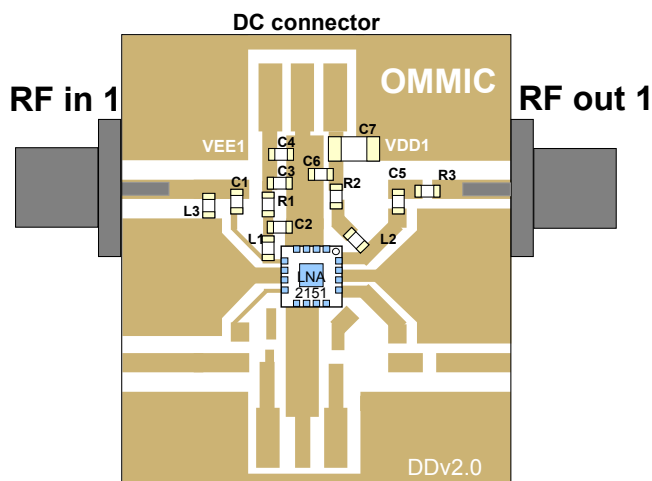 DC connector
OMMIC
RF in 1
RF out 1
VEE1
C4
C7
VDD1
C6
C3
R2
C5
R3
C1
L3
R1
C2
L1
L2
LNA
2151
DDv2.0